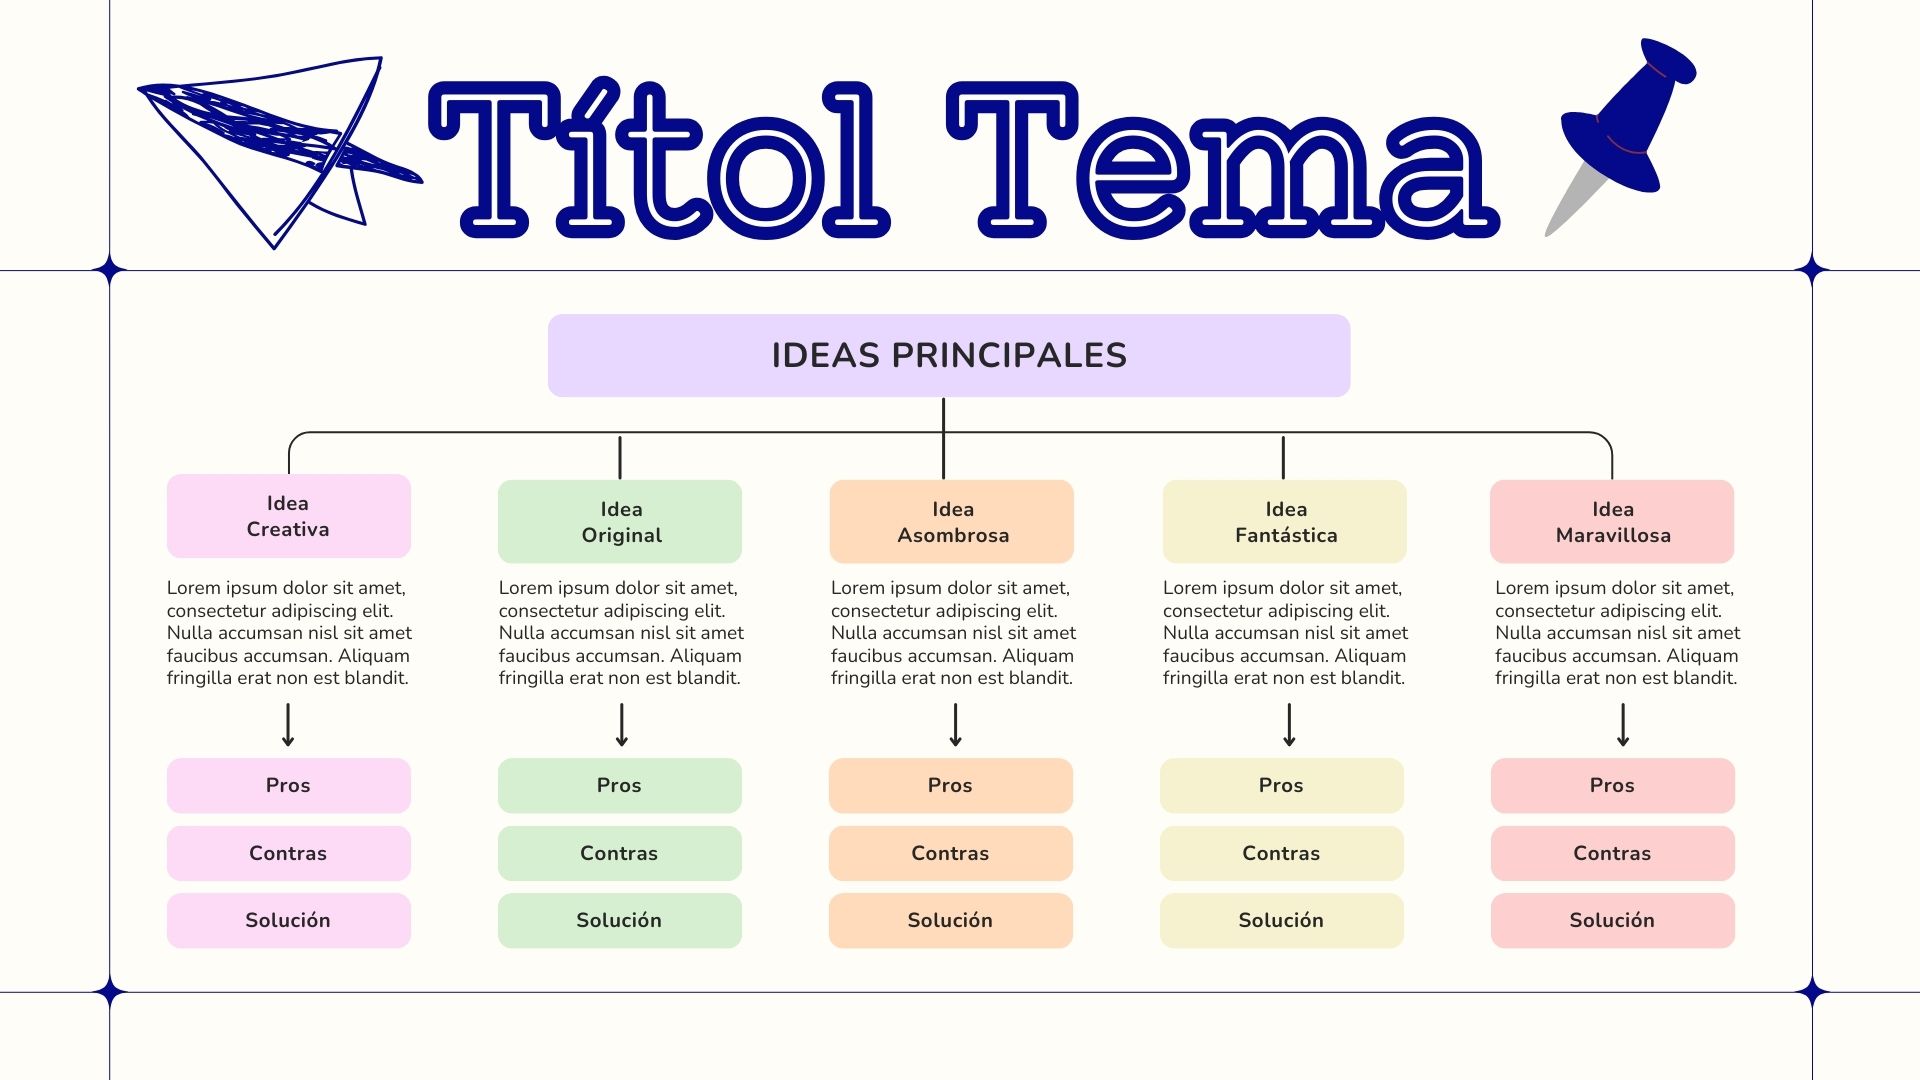 Títol Tema
IDEAS PRINCIPALES
Idea
Creativa
Lorem ipsum dolor sit amet,
consectetur adipiscing elit.
Nulla accumsan nisl sit amet
faucibus accumsan. Aliquam
fringilla erat non est blandit.
Pros
Contras
Solución
Idea
Original
Lorem ipsum dolor sit amet,
consectetur adipiscing elit.
Nulla accumsan nisl sit amet
faucibus accumsan. Aliquam
fringilla erat non est blandit.
Pros
Contras
Solución
Idea
Asombrosa
Lorem ipsum dolor sit amet,
consectetur adipiscing elit.
Nulla accumsan nisl sit amet
faucibus accumsan. Aliquam
fringilla erat non est blandit.
Pros
Contras
Solución
Idea
Fantástica
Lorem ipsum dolor sit amet,
consectetur adipiscing elit.
Nulla accumsan nisl sit amet
faucibus accumsan. Aliquam
fringilla erat non est blandit.
Pros
Contras
Solución
Idea
Maravillosa
Lorem ipsum dolor sit amet,
consectetur adipiscing elit.
Nulla accumsan nisl sit amet
faucibus accumsan. Aliquam
fringilla erat non est blandit.
Pros
Contras
Solución